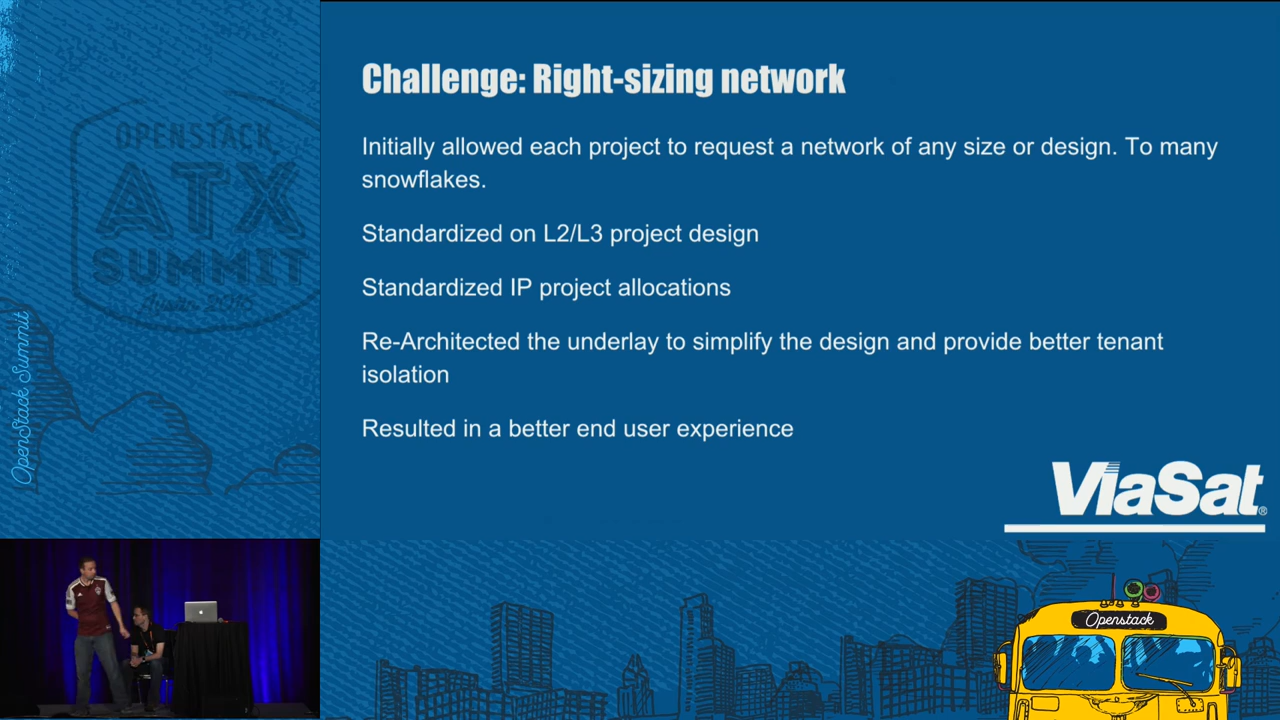 OPENSTACK
ATX
SUMMIT
Austin 2016
OpenStack Summit
Challenge: Right-sizing network
Initially allowed each project to request a network of any size or design. To many
snowflakes.
Standardized on L2/L3 project design
Standardized IP project allocations
Re-Architected the underlay to simplify the design and provide better tenant
isolation
Resulted in a better end user experience
ViaSat®
Openstack